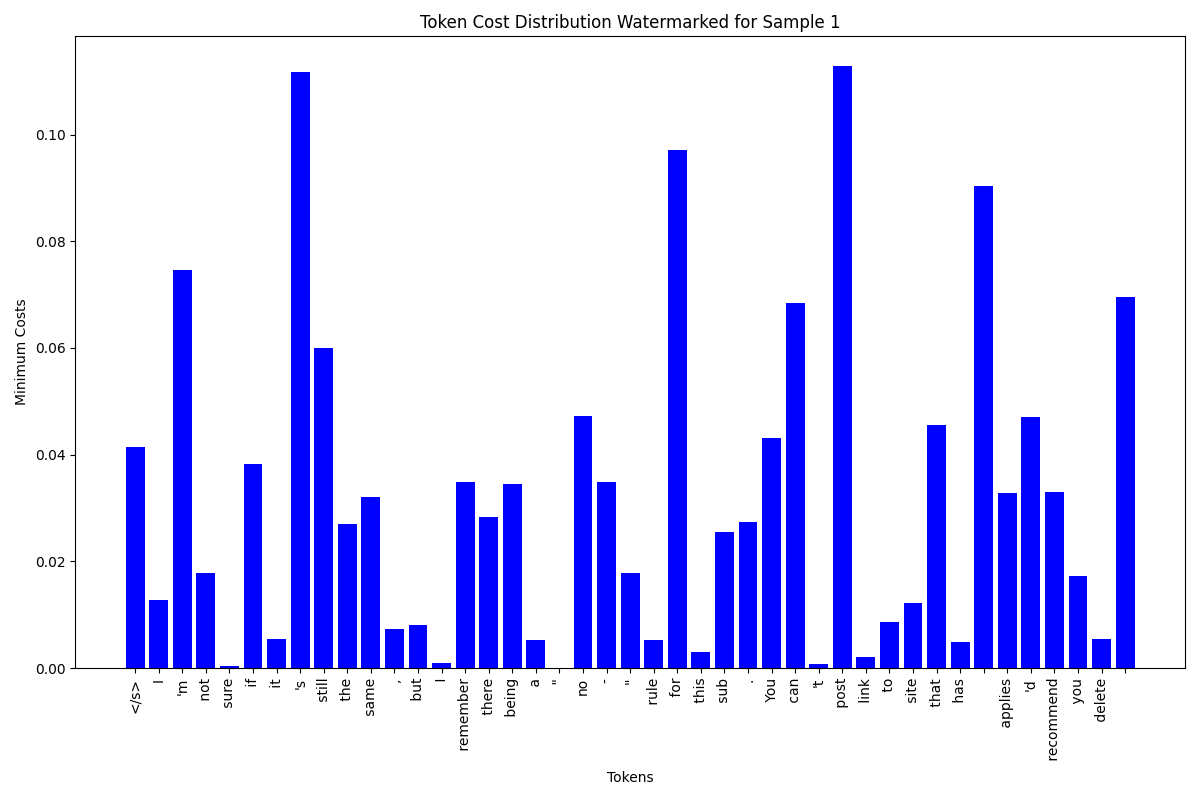 Token Cost Distribution Watermarked for Sample 1
Minimum Costs
0.10
0.08
0.06
0.04
0.02
0.00
</s>
I
'm
not
sure
if
it
's
still
the
same
,
but
I
remember
there
being
a
"
no
-
"
rule
for
this
sub
.
You
can
't
post
link
to
site
that
has
applies
'd
recommend
you
delete
Tokens